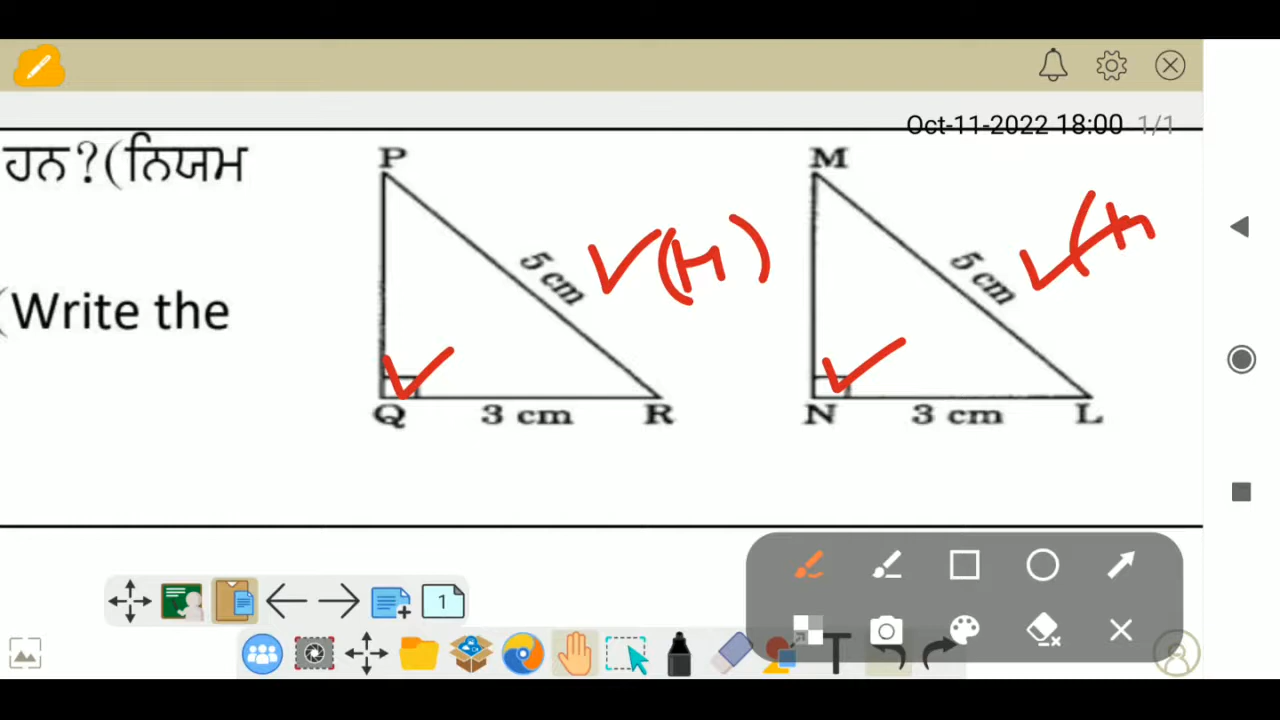 Oct-11-2022 18:00 1/1
ਹਨ ?(ਨਿਯਮ
(Write the
P
5 cm
(H)
Q 3 cm R
M
5 cm
N 3 cm L
1
T